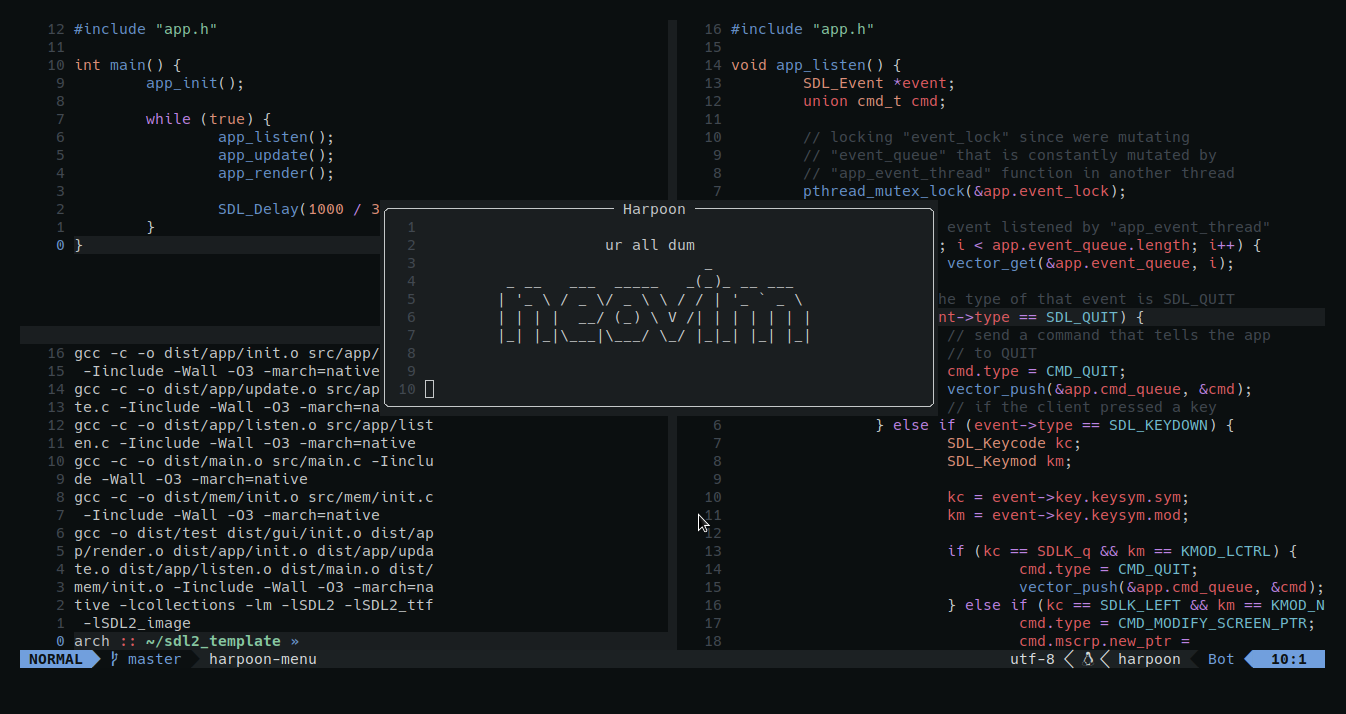 12 #include "app.h"
11
10 int main() {
9         app_init();
8
7         while (true) {
6                 app_listen();
5                 app_update();
4                 app_render();
3
2                 SDL_Delay(1000 / 3
1         }
0 }
16 gcc -c -o dist/app/init.o src/app/
15  -Iinclude -Wall -O3 -march=native
14 gcc -c -o dist/app/update.o src/ap
13 te.c -Iinclude -Wall -O3 -march=na
12 gcc -c -o dist/app/listen.o src/app/list
11 en.c -Iinclude -Wall -O3 -march=native
10 gcc -c -o dist/main.o src/main.c -Iinclu
9 de -Wall -O3 -march=native
8 gcc -c -o dist/mem/init.o src/mem/init.c
7  -Iinclude -Wall -O3 -march=native
6 gcc -o dist/test dist/gui/init.o dist/ap
5 p/render.o dist/app/init.o dist/app/upda
4 te.o dist/app/listen.o dist/main.o dist/
3 mem/init.o -Iinclude -Wall -O3 -march=na
2 tive -lcollections -lm -lSDL2 -lSDL2_ttf
1  -lSDL2_image
0 arch :: ~/sdl2_template »
16 #include "app.h"
15
14 void app_listen() {
13         SDL_Event *event;
12         union cmd_t cmd;
11
10         // locking "event_lock" since were mutating
9         // "event_queue" that is constantly mutated by
8         // "app_event_thread" function in another thread
7         pthread_mutex_lock(&app.event_lock);
event listened by "app_event_thread"
; i < app.event_queue.length; i++) {
vector_get(&app.event_queue, i);
he type of that event is SDL_QUIT
nt->type == SDL_QUIT) {
// send a command that tells the app
// to QUIT
cmd.type = CMD_QUIT;
vector_push(&app.cmd_queue, &cmd);
// if the client pressed a key
6                 } else if (event->type == SDL_KEYDOWN) {
7                         SDL_Keycode kc;
8                         SDL_Keymod km;
9
10                         kc = event->key.keysym.sym;
11                         km = event->key.keysym.mod;
12
13                         if (kc == SDLK_q && km == KMOD_LCTRL) {
14                                 cmd.type = CMD_QUIT;
15                                 vector_push(&app.cmd_queue, &cmd);
16                         } else if (kc == SDLK_LEFT && km == KMOD_N
17                                 cmd.type = CMD_MODIFY_SCREEN_PTR;
18                                 cmd.mscrp.new_ptr =
Harpoon
1
2                     ur all dum
3                                _
4         _ __   ___  _____   _(_)_ __ ___
5        | '_ \ / _ \/ _ \ \ / / | '_ ` _ \
6        | | | |  __/ (_) \ V /| | | | | | |
7        |_| |_|\___|\___/ \_/ |_|_| |_| |_|
8
9
10
NORMAL master harpoon-menu utf-8 harpoon Bot 10:1